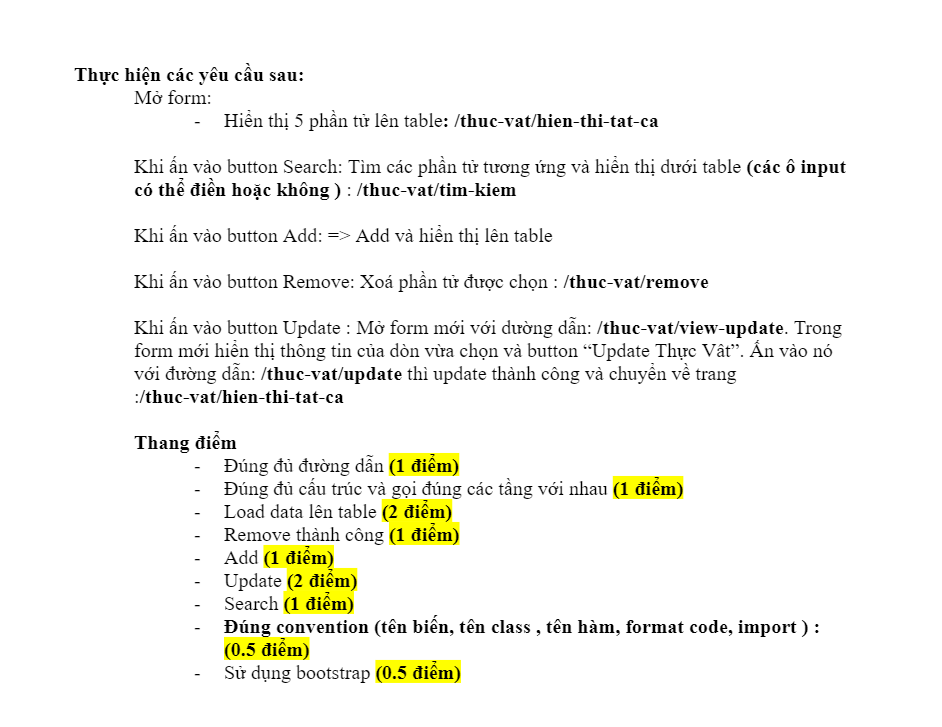 Thực hiện các yêu cầu sau:
Mở form:
- Hiển thị 5 phần tử lên table: /thuc-vat/hien-thi-tat-ca
Khi ấn vào button Search: Tìm các phần tử tương ứng và hiển thị dưới table (các ô input
có thể điền hoặc không ) : /thuc-vat/tim-kiem
Khi ấn vào button Add: => Add và hiển thị lên table
Khi ấn vào button Remove: Xoá phần tử được chọn : /thuc-vat/remove
Khi ấn vào button Update : Mở form mới với dường dẫn: /thuc-vat/view-update. Trong
form mới hiển thị thông tin của dòn vừa chọn và button “Update Thực Vât”. Ấn vào nó
với đường dẫn: /thuc-vat/update thì update thành công và chuyển về trang
:/thuc-vat/hien-thi-tat-ca
Thang điểm
- Đúng đủ đường dẫn (1 điểm)
- Đúng đủ cấu trúc và gọi đúng các tầng với nhau (1 điểm)
- Load data lên table (2 điểm)
- Remove thành công (1 điểm)
- Add (1 điểm)
- Update (2 điểm)
- Search (1 điểm)
- Đúng convention (tên biến, tên class , tên hàm, format code, import ) :
(0.5 điểm)
- Sử dụng bootstrap (0.5 điểm)